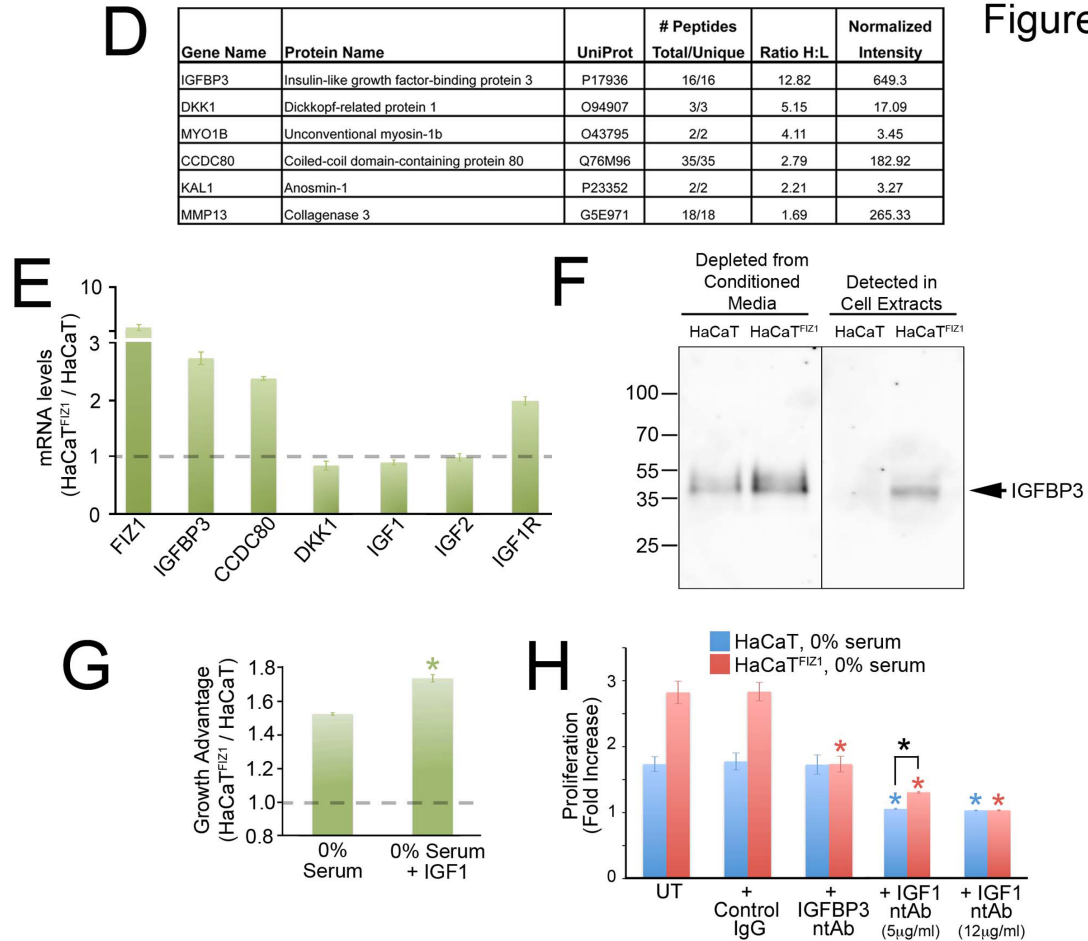 Figure
D
# Peptides Normalized
Gene Name Protein Name UniProt Total/Unique Ratio H:L Intensity
IGFBP3 Insulin-like growth factor-binding protein 3 P17936 16/16 12.82 649.3
DKK1 Dickkopf-related protein 1 O94907 3/3 5.15 17.09
MYO1B Unconventional myosin-1b O43795 2/2 4.11 3.45
CCDC80 Coiled-coil domain-containing protein 80 Q76M96 35/35 2.79 182.92
KAL1 Anosmin-1 P23352 2/2 2.21 3.27
MMP13 Collagenase 3 G5E971 18/18 1.69 265.33
E
mRNA levels
(HaCaTFIZ1 / HaCaT)
10
3
2
1
0
FIZ1
IGFBP3
CCDC80
DKK1
IGF1
IGF2
IGF1R
F
Depleted from
Conditioned
Media
Detected in
Cell Extracts
HaCaT HaCaTFIZ1 HaCaT HaCaTFIZ1
100
70
55
35
25
IGFBP3
G
Growth Advantage
(HaCaTFIZ1 / HaCaT)
1.8
1.6
1.4
1.2
1.0
0.8
*
0%
Serum
0% Serum
+ IGF1
H
HaCaT, 0% serum
HaCaTFIZ1, 0% serum
Proliferation
(Fold Increase)
3
2
1
0
*
*
* *
* *
UT
+
Control
IgG
+
IGFBP3
ntAb
+ IGF1
ntAb
(5µg/ml)
+ IGF1
ntAb
(12µg/ml)